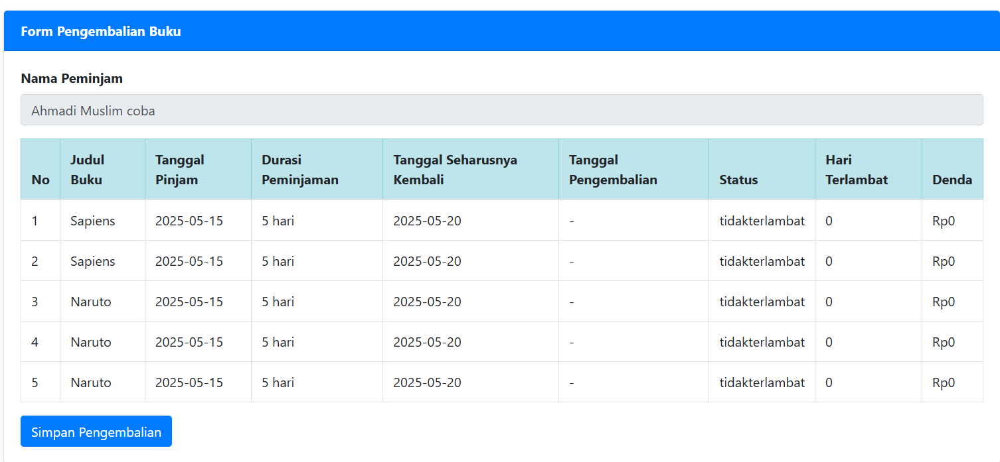 Form Pengembalian Buku
Nama Peminjam
Ahmadi Muslim coba
No Judul Buku Tanggal Pinjam Durasi Peminjaman Tanggal Seharusnya Kembali Tanggal Pengembalian Status Hari Terlambat Denda
1 Sapiens 2025-05-15 5 hari 2025-05-20 - tidakterlambat 0 Rp0
2 Sapiens 2025-05-15 5 hari 2025-05-20 - tidakterlambat 0 Rp0
3 Naruto 2025-05-15 5 hari 2025-05-20 - tidakterlambat 0 Rp0
4 Naruto 2025-05-15 5 hari 2025-05-20 - tidakterlambat 0 Rp0
5 Naruto 2025-05-15 5 hari 2025-05-20 - tidakterlambat 0 Rp0
Simpan Pengembalian